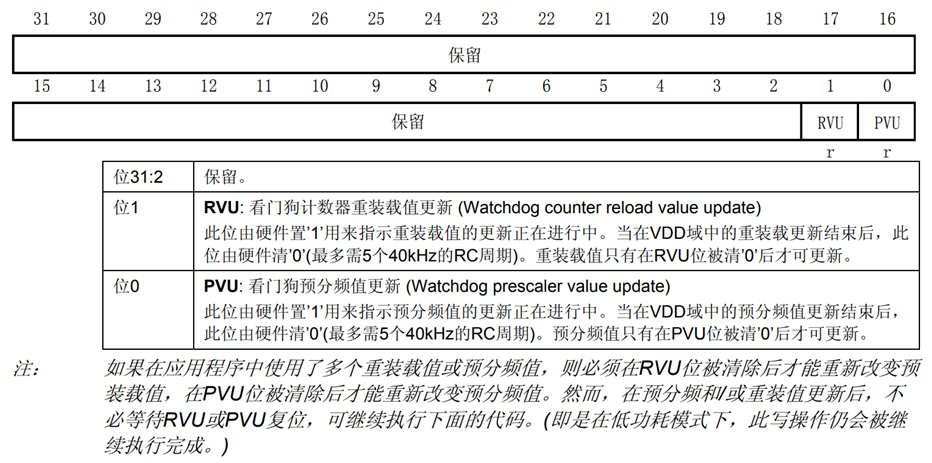 31 30 29 28 27 26 25 24 23 22 21 20 19 18 17 16
保留
15 14 13 12 11 10 9 8 7 6 5 4 3 2 1 0
保留 RVU PVU
r r
位31:2 保留。
位1 RVU: 看门狗计数器重装载值更新 (Watchdog counter reload value update)
此位由硬件置'1'用来指示重装载值的更新正在进行中。当在VDD域中的重装载更新结束后，此
位由硬件清'0'(最多需5个40kHz的RC周期)。重装载值只有在RVU位被清'0'后才可更新。
位0 PVU: 看门狗预分频值更新 (Watchdog prescaler value update)
此位由硬件置'1'用来指示预分频值的更新正在进行中。当在VDD域中的预分频值更新结束后，
此位由硬件清'0'(最多需5个40kHz的RC周期)。预分频值只有在PVU位被清'0'后才可更新。
注： 如果在应用程序中使用了多个重装载值或预分频值，则必须在RVU位被清除后才能重新改变预
装载值，在PVU位被清除后才能重新改变预分频值。然而，在预分频和/或重装值更新后，不
必等待RVU或PVU复位，可继续执行下面的代码。(即是在低功耗模式下，此写操作仍会被继
续执行完成。)